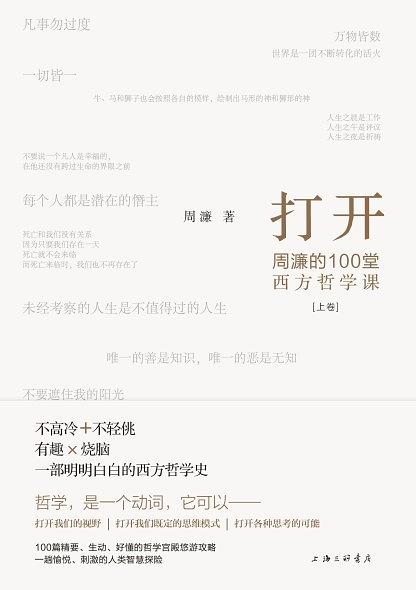 凡事勿过度
万物皆数
世界是一团不断转化的活火
一切皆一
牛、马和狮子也会按照各自的模样，绘制出马形的神和狮形的神
人生之晨是工作
人生之午是评议
人生之夜是祈祷
不要说一个凡人是幸福的，
在他还没有跨过生命的界限之前
每个人都是潜在的僭主
周濂 著
打开
周濂的100堂
西方哲学课
[上卷]
死亡和我们没有关系
因为只要我们存在一天
死亡就不会来临
而死亡来临时，我们也不再存在了
未经考察的人生是不值得过的人生
唯一的善是知识，唯一的恶是无知
不要遮住我的阳光
不高冷+不轻佻
有趣×烧脑
一部明明白白的西方哲学史
哲学，是一个动词，它可以——
打开我们的视野 | 打开我们既定的思维模式 | 打开各种思考的可能
100篇精要、生动、好懂的哲学宫殿悠游攻略
一趟愉悦、刺激的人类智慧探险
上海三联书店